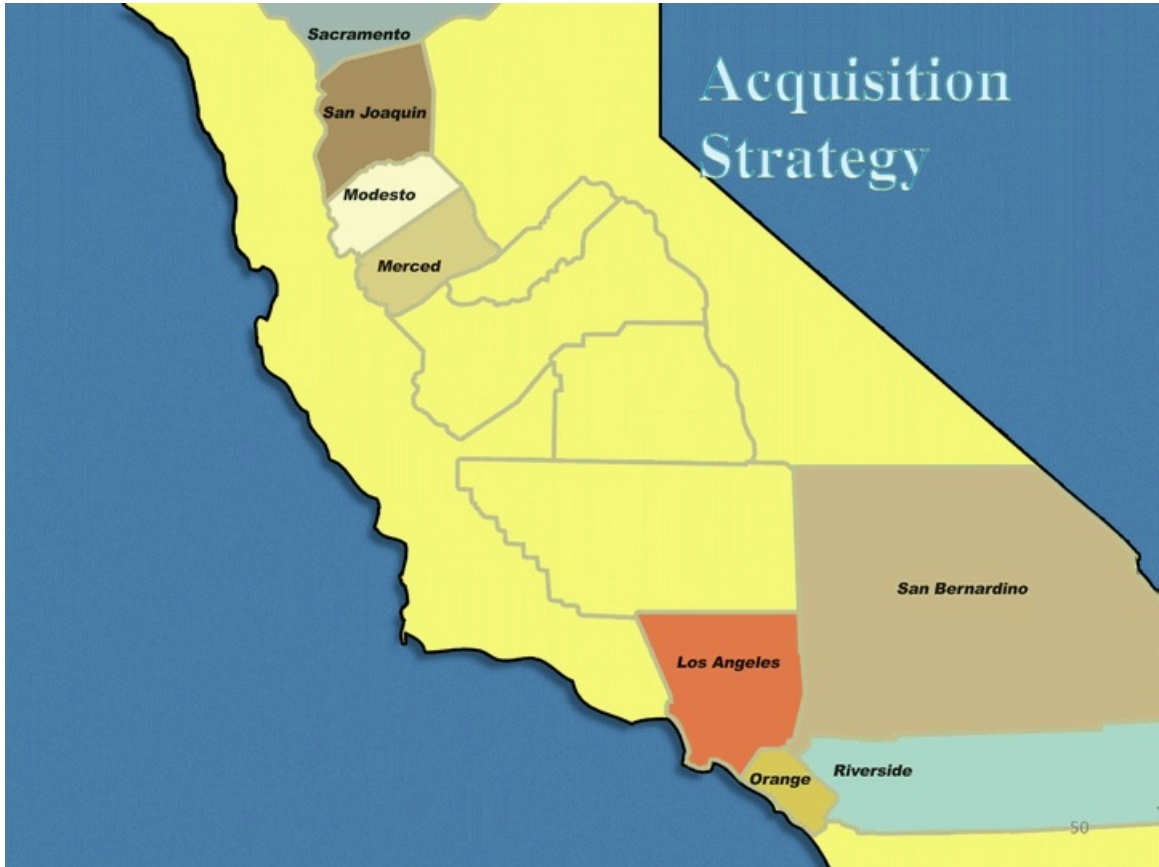 Sacramento
Acquisition
Strategy
San Joaquin
Modesto
Merced
San Bernardino
Los Angeles
Orange
Riverside
50